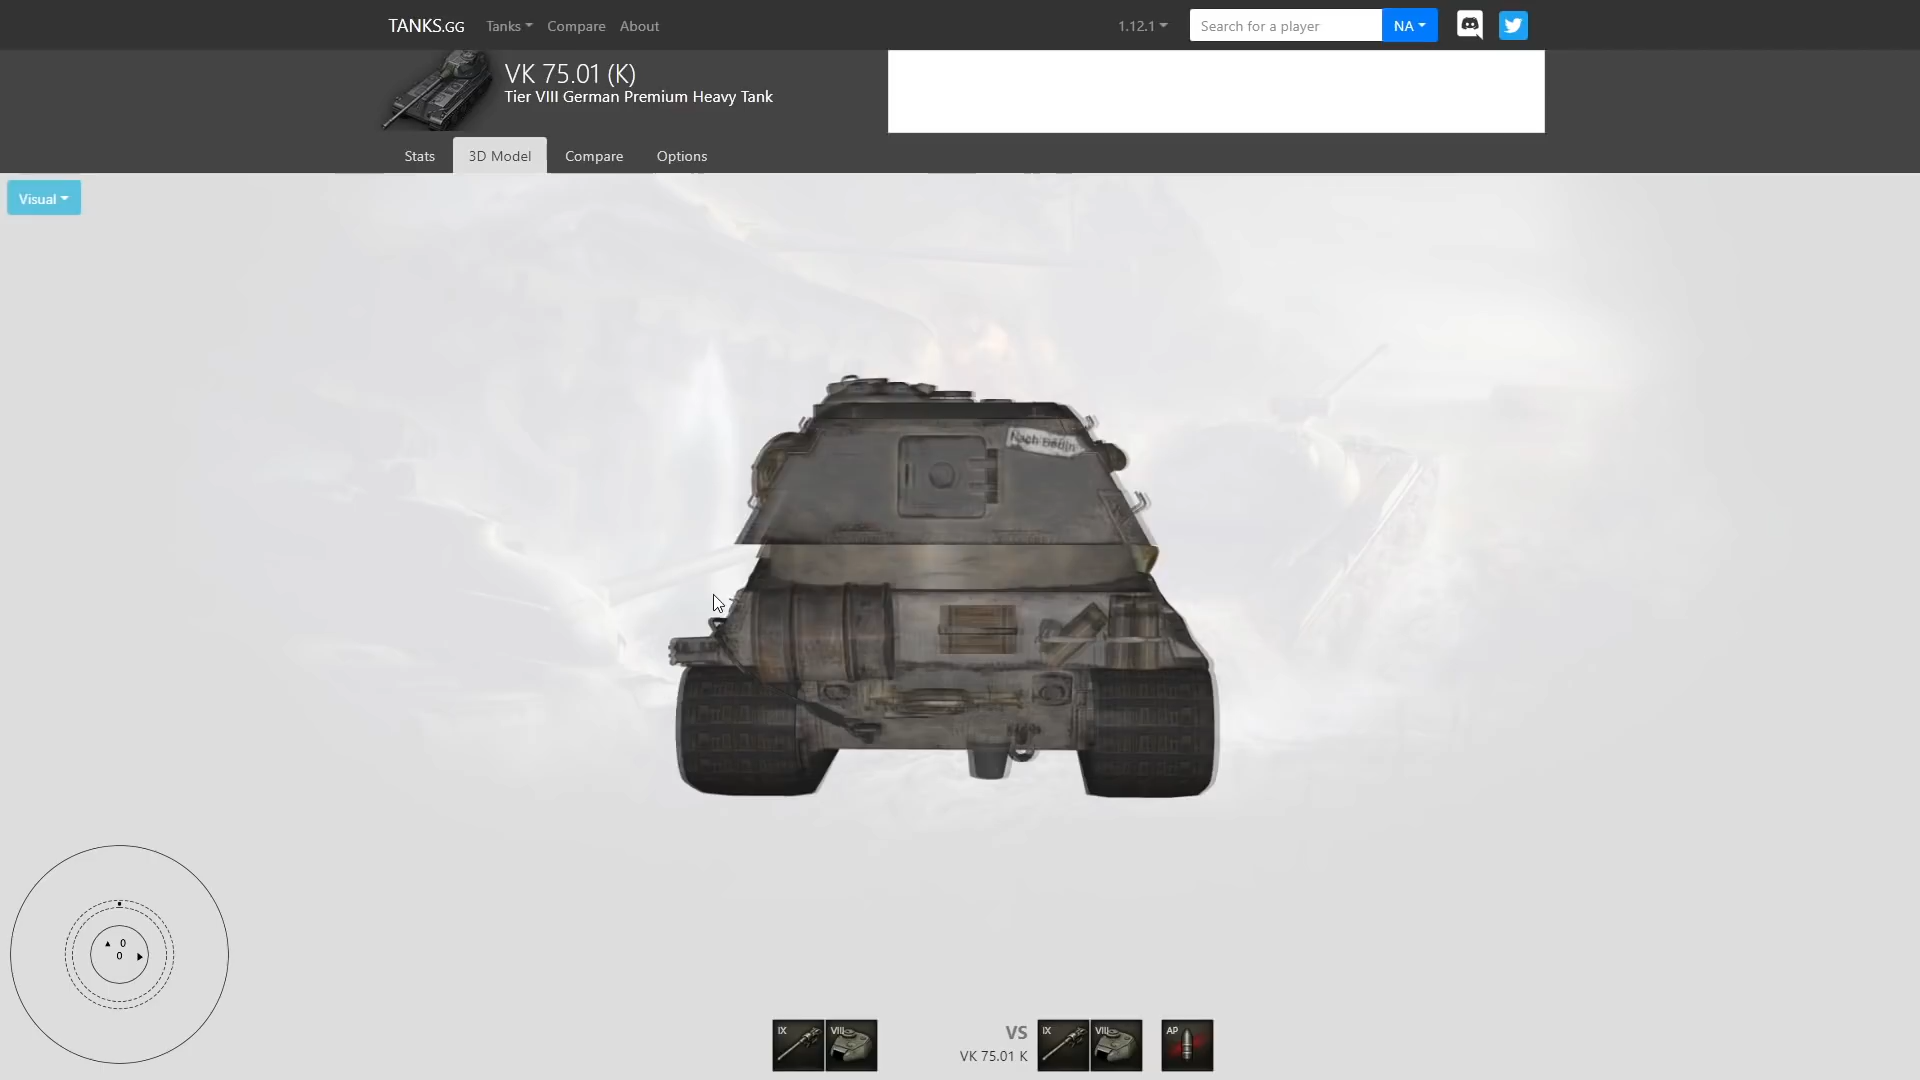 TANKS.GG Tanks Compare About 1.12.1 Search for a player NA
VK 75.01 (K)
Tier VIII German Premium Heavy Tank
Stats 3D Model Compare Options
Visual
Nach Berlin
0
0
IX VIII VS IX VIII AP
VK 75.01 K